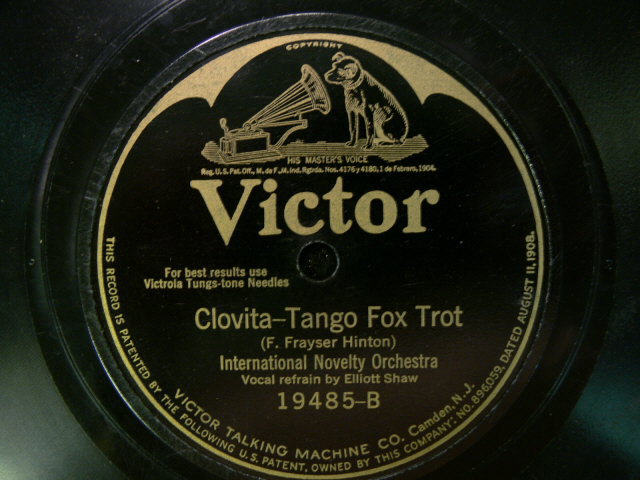 COPYRIGHT
HIS MASTER'S VOICE
Reg. U.S. Pat. Off., M. de F., M. Ind. Rgtrda. Nos. 4176 y 4180, 1 de Febrero, 1904.
Victor
For best results use
Victrola Tungs-tone Needles
Clovita–Tango Fox Trot
(F. Frayser Hinton)
International Novelty Orchestra
Vocal refrain by Elliott Shaw
19485-B
VICTOR TALKING MACHINE CO. Camden, N.J.
THIS RECORD IS PATENTED BY THE FOLLOWING U.S. PATENT, OWNED BY THIS COMPANY: NO. 896,059, DATED AUGUST 11, 1908.